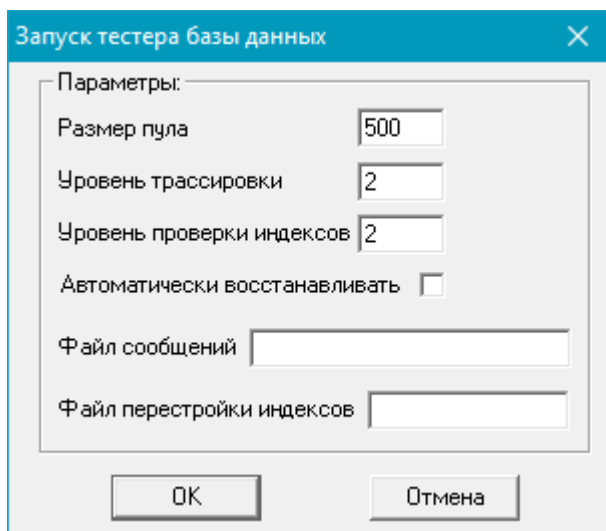 Запуск тестера базы данных
Параметры:
Размер пула 500
Уровень трассировки 2
Уровень проверки индексов 2
Автоматически восстанавливать
Файл сообщений
Файл перестройки индексов
OK Отмена